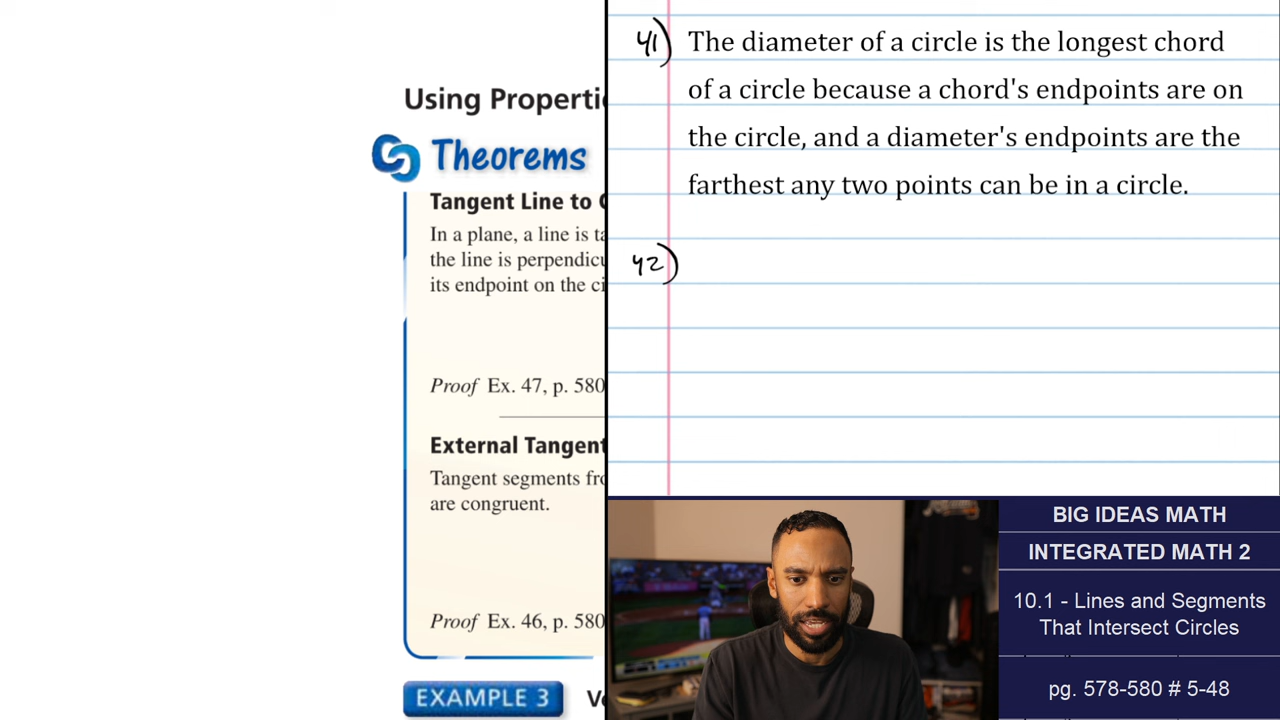 Using Properti
Theorems
Tangent Line to
In a plane, a line is ta
the line is perpendicu
its endpoint on the ci
Proof Ex. 47, p. 580
External Tangent
Tangent segments fro
are congruent.
Proof Ex. 46, p. 580
EXAMPLE 3
41) The diameter of a circle is the longest chord
of a circle because a chord's endpoints are on
the circle, and a diameter's endpoints are the
farthest any two points can be in a circle.
42)
BIG IDEAS MATH
INTEGRATED MATH 2
10.1 - Lines and Segments
That Intersect Circles
pg. 578-580 # 5-48